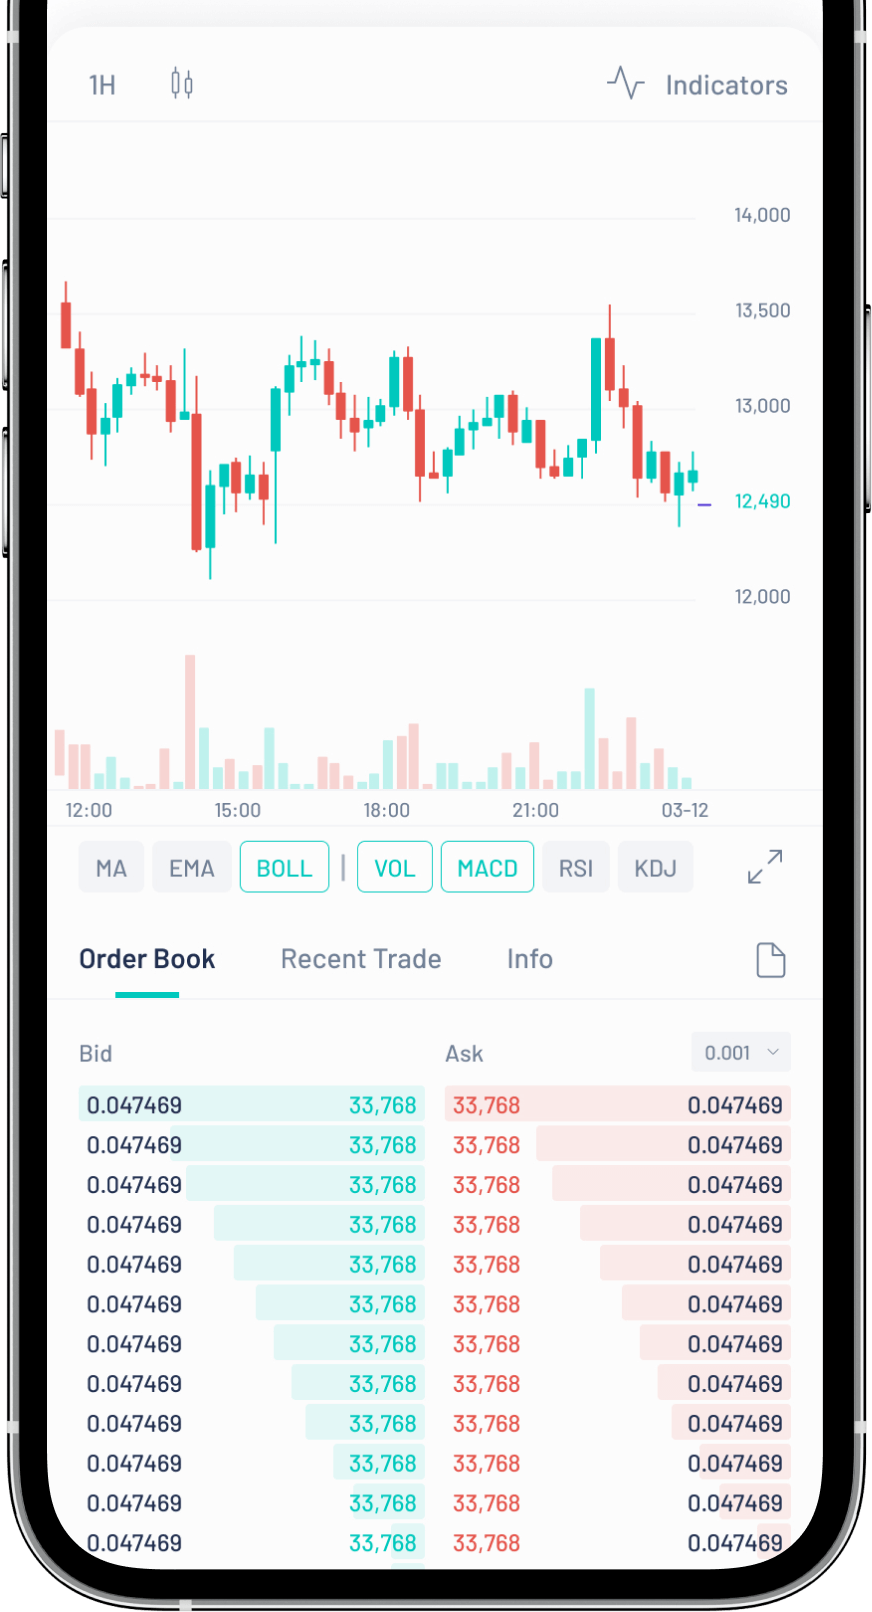 1H Indicators
14,000
13,500
13,000
12,490
12,000
12:00 15:00 18:00 21:00 03-12
MA EMA BOLL | VOL MACD RSI KDJ
Order Book Recent Trade Info
Bid Ask 0.001
0.047469 33,768 33,768 0.047469
0.047469 33,768 33,768 0.047469
0.047469 33,768 33,768 0.047469
0.047469 33,768 33,768 0.047469
0.047469 33,768 33,768 0.047469
0.047469 33,768 33,768 0.047469
0.047469 33,768 33,768 0.047469
0.047469 33,768 33,768 0.047469
0.047469 33,768 33,768 0.047469
0.047469 33,768 33,768 0.047469
0.047469 33,768 33,768 0.047469
0.047469 33,768 33,768 0.047469